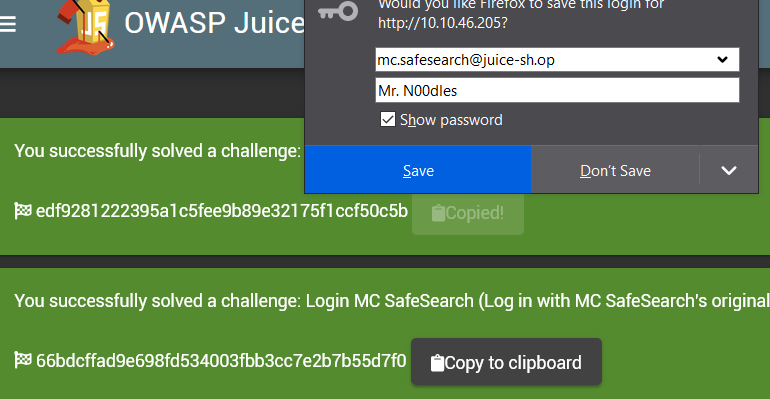 OWASP Juice
Would you like Firefox to save this login for
http://10.10.46.205?
mc.safesearch@juice-sh.op
Mr. N00dles
Show password
Save
Don't Save
You successfully solved a challenge:
edf9281222395a1c5fee9b89e32175f1ccf50c5b
Copied!
You successfully solved a challenge: Login MC SafeSearch (Log in with MC SafeSearch's original
66bdcffad9e698fd534003fbb3cc7e2b7b55d7f0
Copy to clipboard